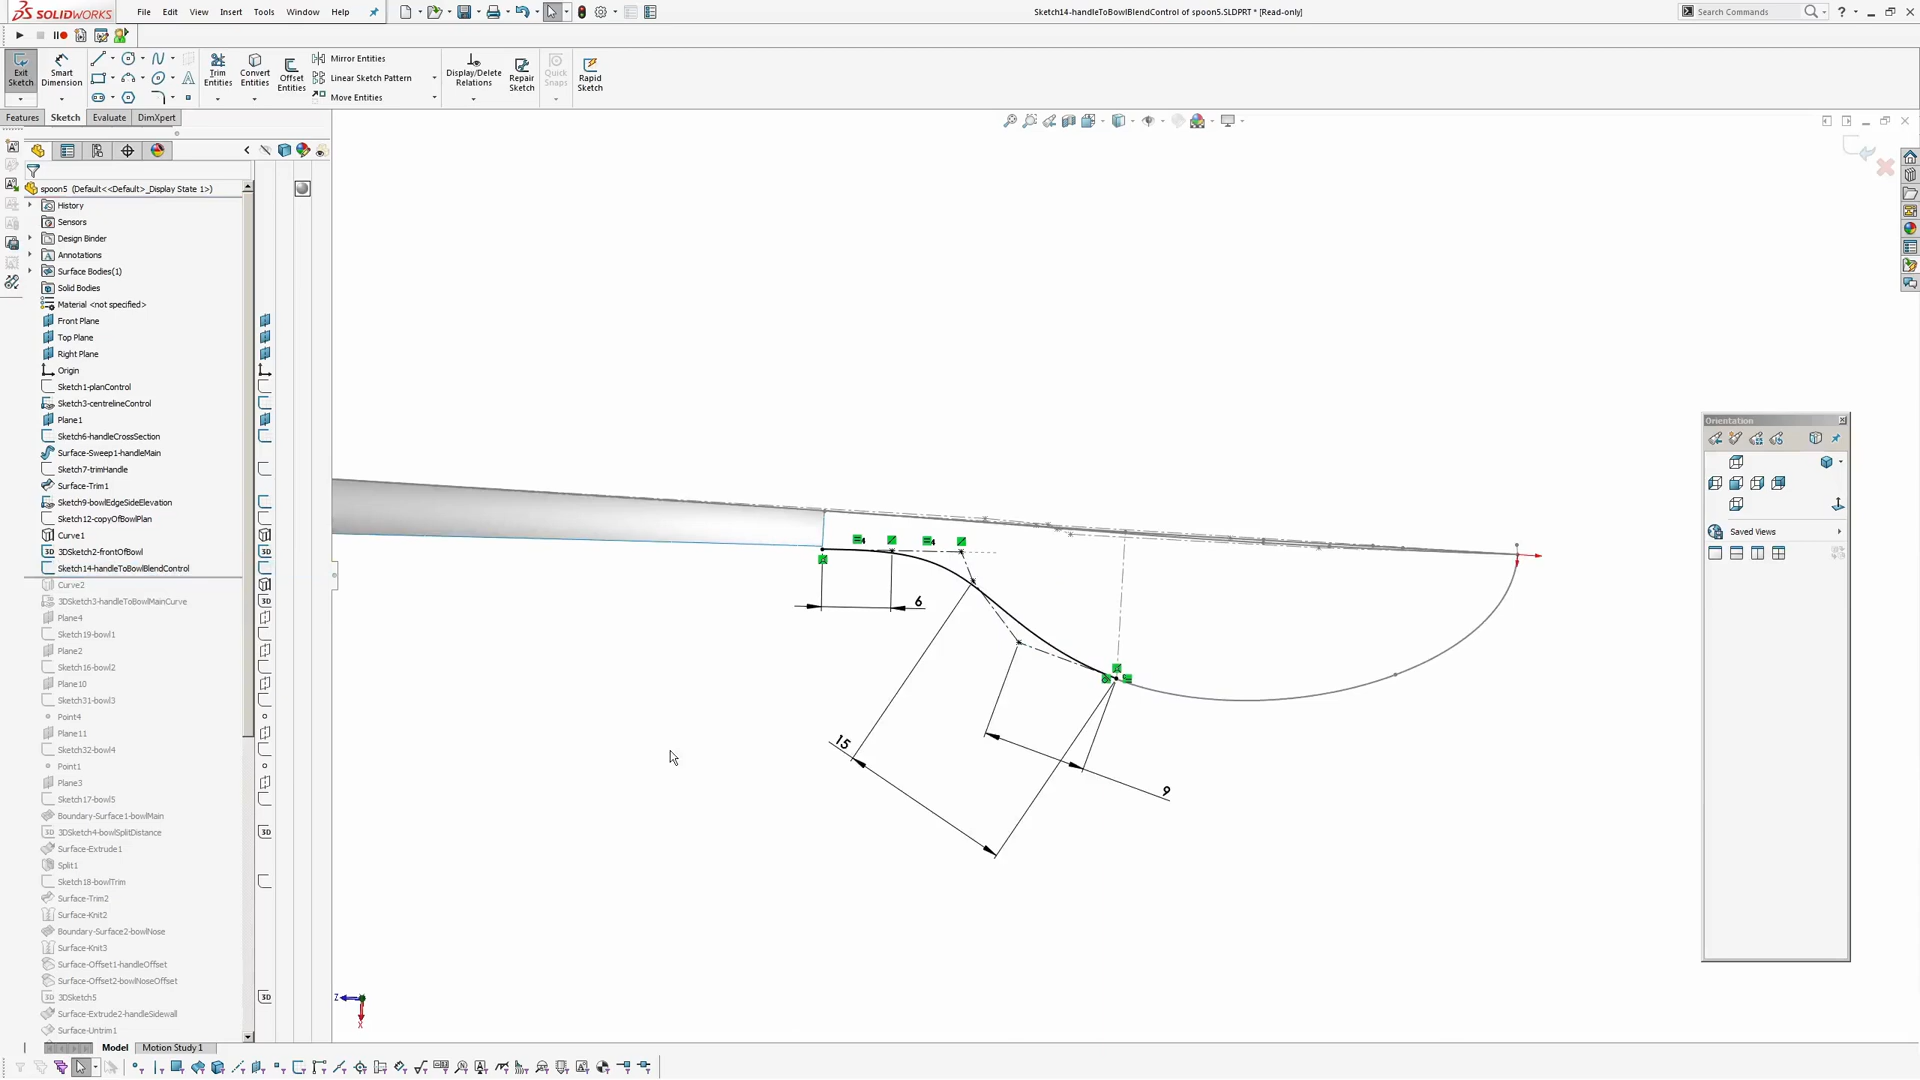 SOLIDWORKS
File Edit View Insert Tools Window Help
Sketch14-handleToBowlBlendControl of spoon5.SLDPRT * [Read-only]
Search Commands
Exit Sketch
Smart Dimension
Trim Entities
Convert Entities
Offset Entities
Mirror Entities
Linear Sketch Pattern
Move Entities
Display/Delete Relations
Repair Sketch
Quick Snaps
Rapid Sketch
Features Sketch Evaluate DimXpert
spoon5 (Default<<Default>_Display State 1>)
History
Sensors
Design Binder
Annotations
Surface Bodies(1)
Solid Bodies
Material <not specified>
Front Plane
Top Plane
Right Plane
Origin
Sketch1-planControl
Sketch3-centrelineControl
Plane1
Sketch6-handleCrossSection
Surface-Sweep1-handleMain
Sketch7-trimHandle
Surface-Trim1
Sketch9-bowlEdgeSideElevation
Sketch12-copyOfBowlPlan
Curve1
3DSketch2-frontOfBowl
Sketch14-handleToBowlBlendControl
Curve2
3DSketch3-handleToBowlMainCurve
Plane4
Sketch19-bowl1
Plane2
Sketch16-bowl2
Plane10
Sketch31-bowl3
Point4
Plane11
Sketch32-bowl4
Point1
Plane3
Sketch17-bowl5
Boundary-Surface1-bowlMain
3DSketch4-bowlSplitDistance
Surface-Extrude1
Split1
Sketch18-bowlTrim
Surface-Trim2
Surface-Knit2
Boundary-Surface2-bowlNose
Surface-Knit3
Surface-Offset1-handleOffset
Surface-Offset2-bowlNoseOffset
3DSketch5
Surface-Extrude2-handleSidewall
Surface-Untrim1
6
15
9
Z
X
Orientation
Saved Views
Model Motion Study 1